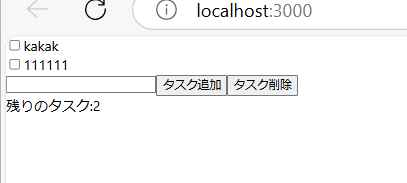 localhost:3000
kakak
111111
タスク追加 タスク削除
残りのタスク:2